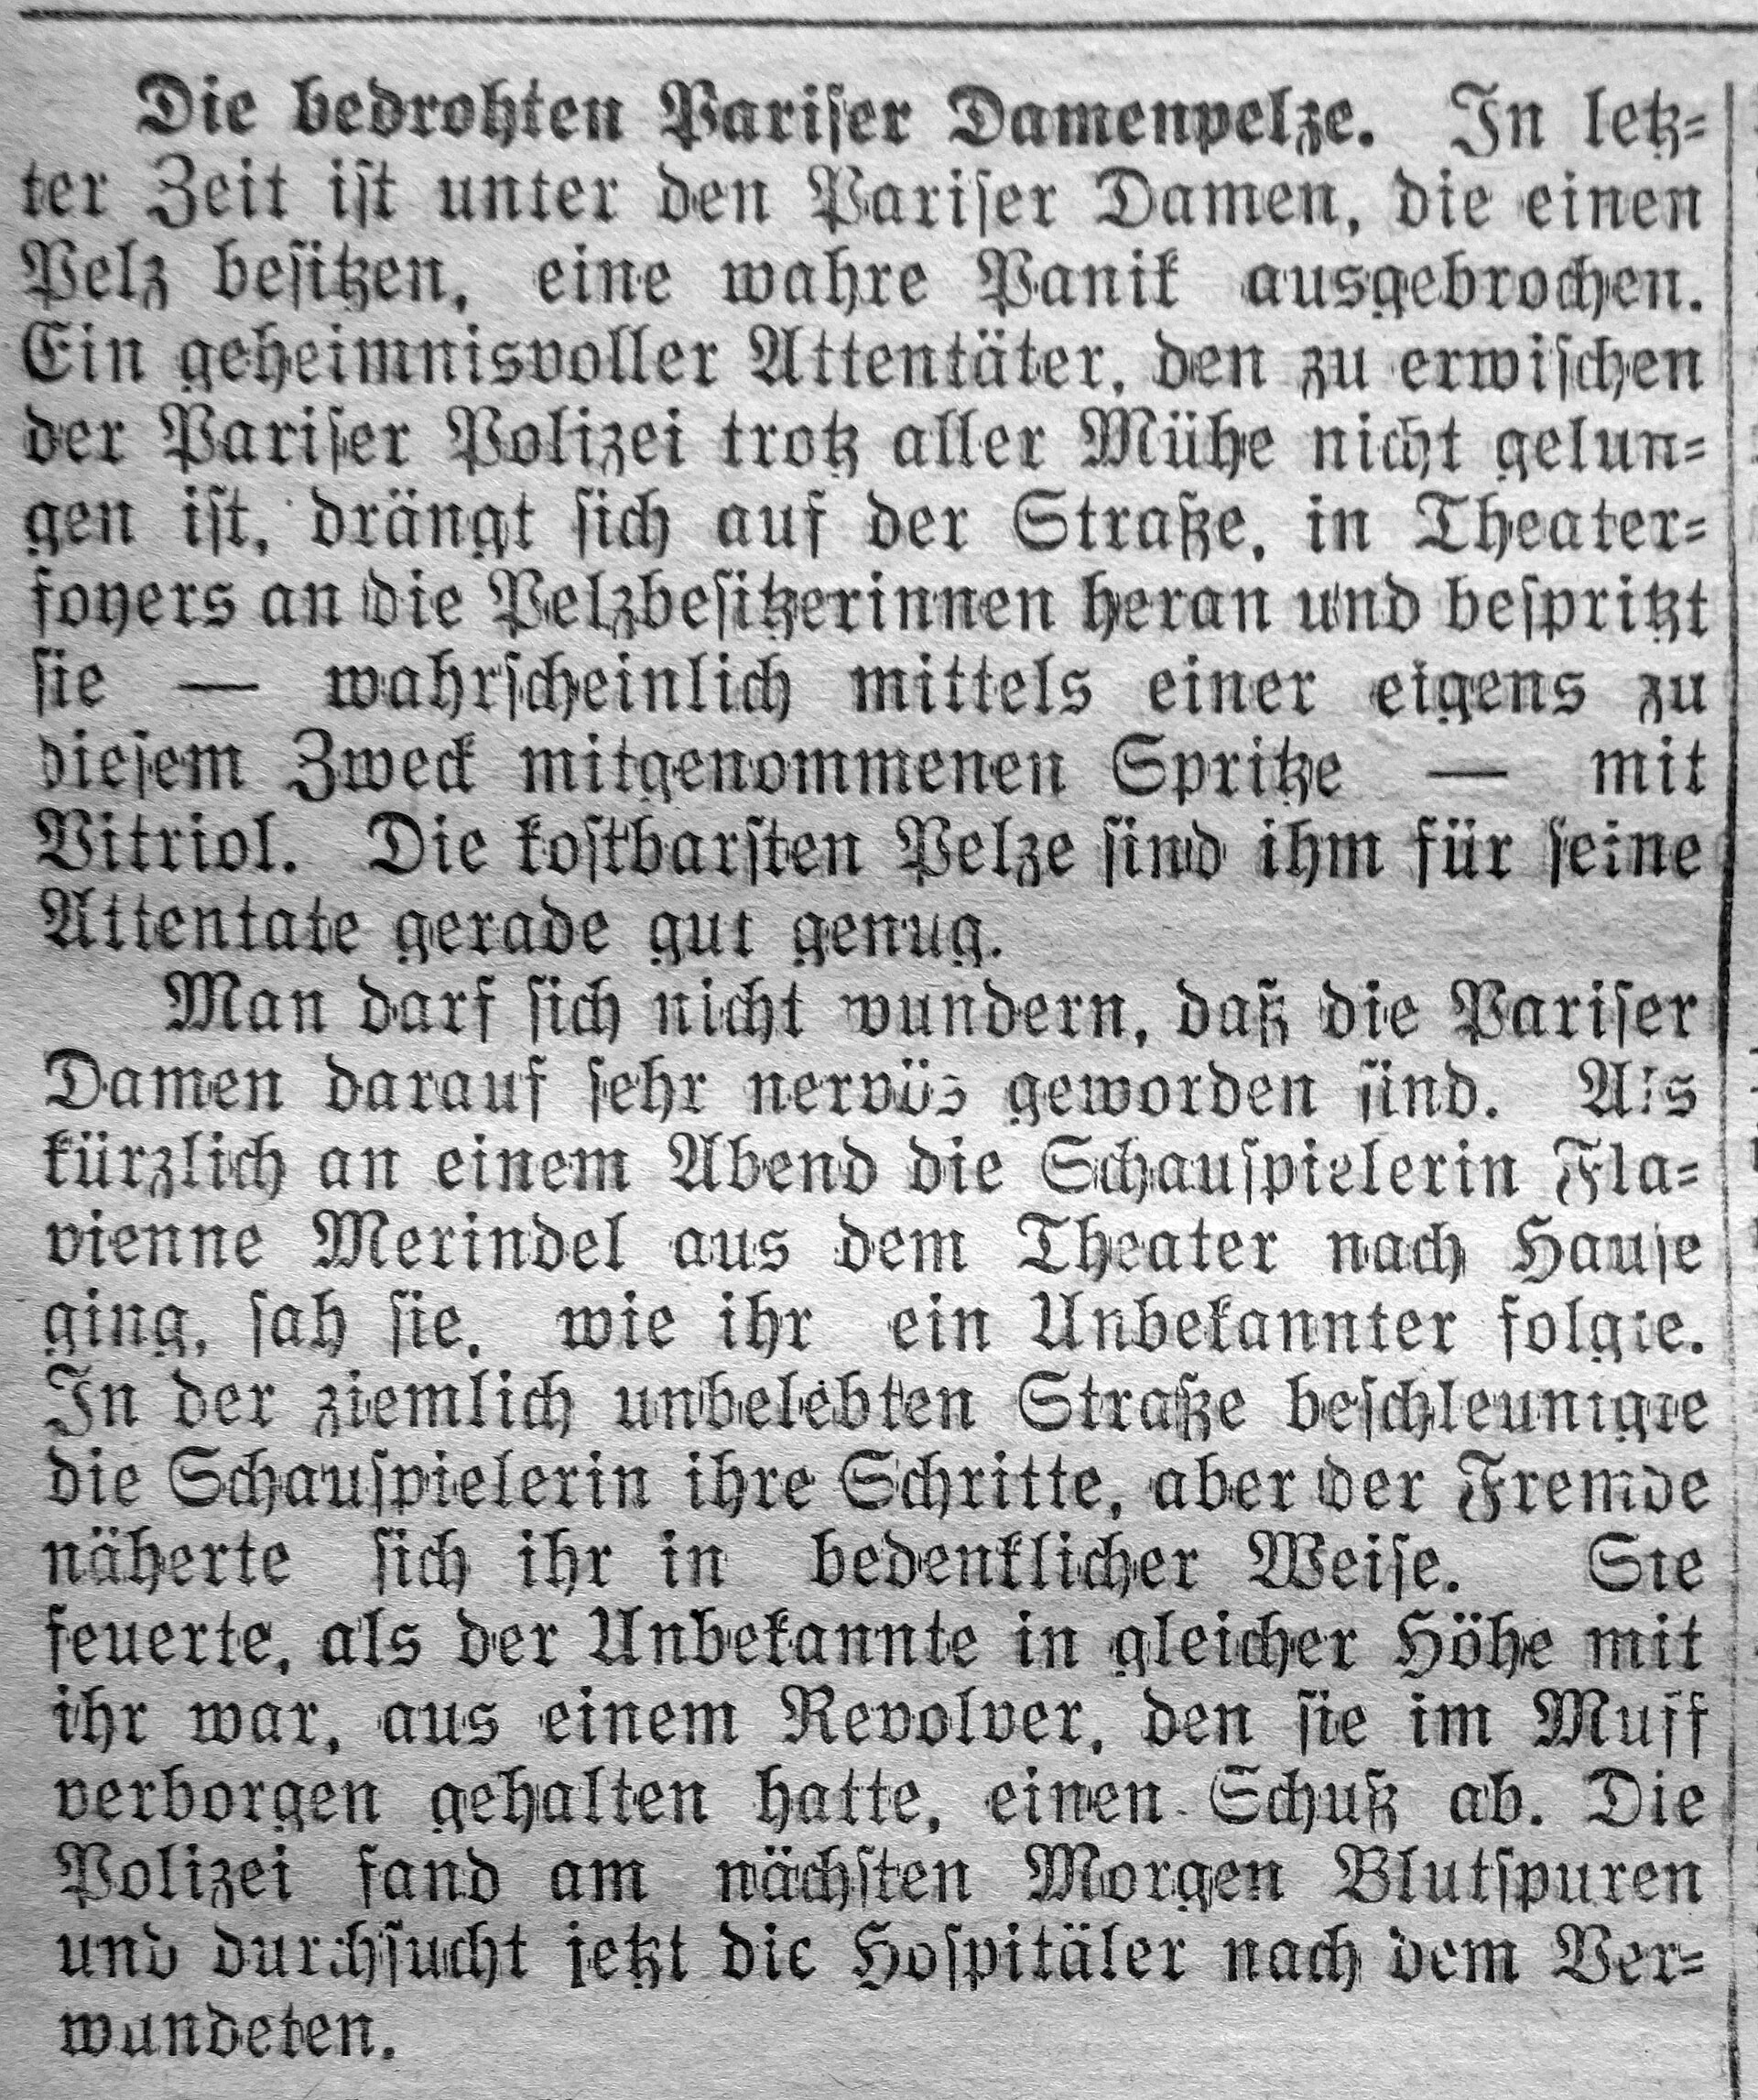 Die bedrohten Pariser Damenpelze. In letz-
ter Zeit ist unter den Pariser Damen, die einen
Pelz besitzen, eine wahre Panik ausgebrochen.
Ein geheimnisvoller Attentäter, den zu erwischen
der Pariser Polizei trotz aller Mühe nicht gelun-
gen ist, drängt sich auf der Straße, in Theater-
foyers an die Pelzbesitzerinnen heran und bespritzt
sie — wahrscheinlich mittels einer eigens zu
diesem Zweck mitgenommenen Spritze — mit
Vitriol. Die kostbarsten Pelze sind ihm für seine
Attentate gerade gut genug.
Man darf sich nicht wundern, daß die Pariser
Damen darauf sehr nervös geworden sind. Als
kürzlich an einem Abend die Schauspielerin Fla-
vienne Merindel aus dem Theater nach Hause
ging, sah sie, wie ihr ein Unbekannter folgte.
In der ziemlich unbelebten Straße beschleunigte
die Schauspielerin ihre Schritte, aber der Fremde
näherte sich ihr in bedenklicher Weise. Sie
feuerte, als der Unbekannte in gleicher Höhe mit
ihr war, aus einem Revolver, den sie im Muff
verborgen gehalten hatte, einen Schuß ab. Die
Polizei fand am nächsten Morgen Blutspuren
und durchsucht jetzt die Hospitäler nach dem Ver-
wundeten.